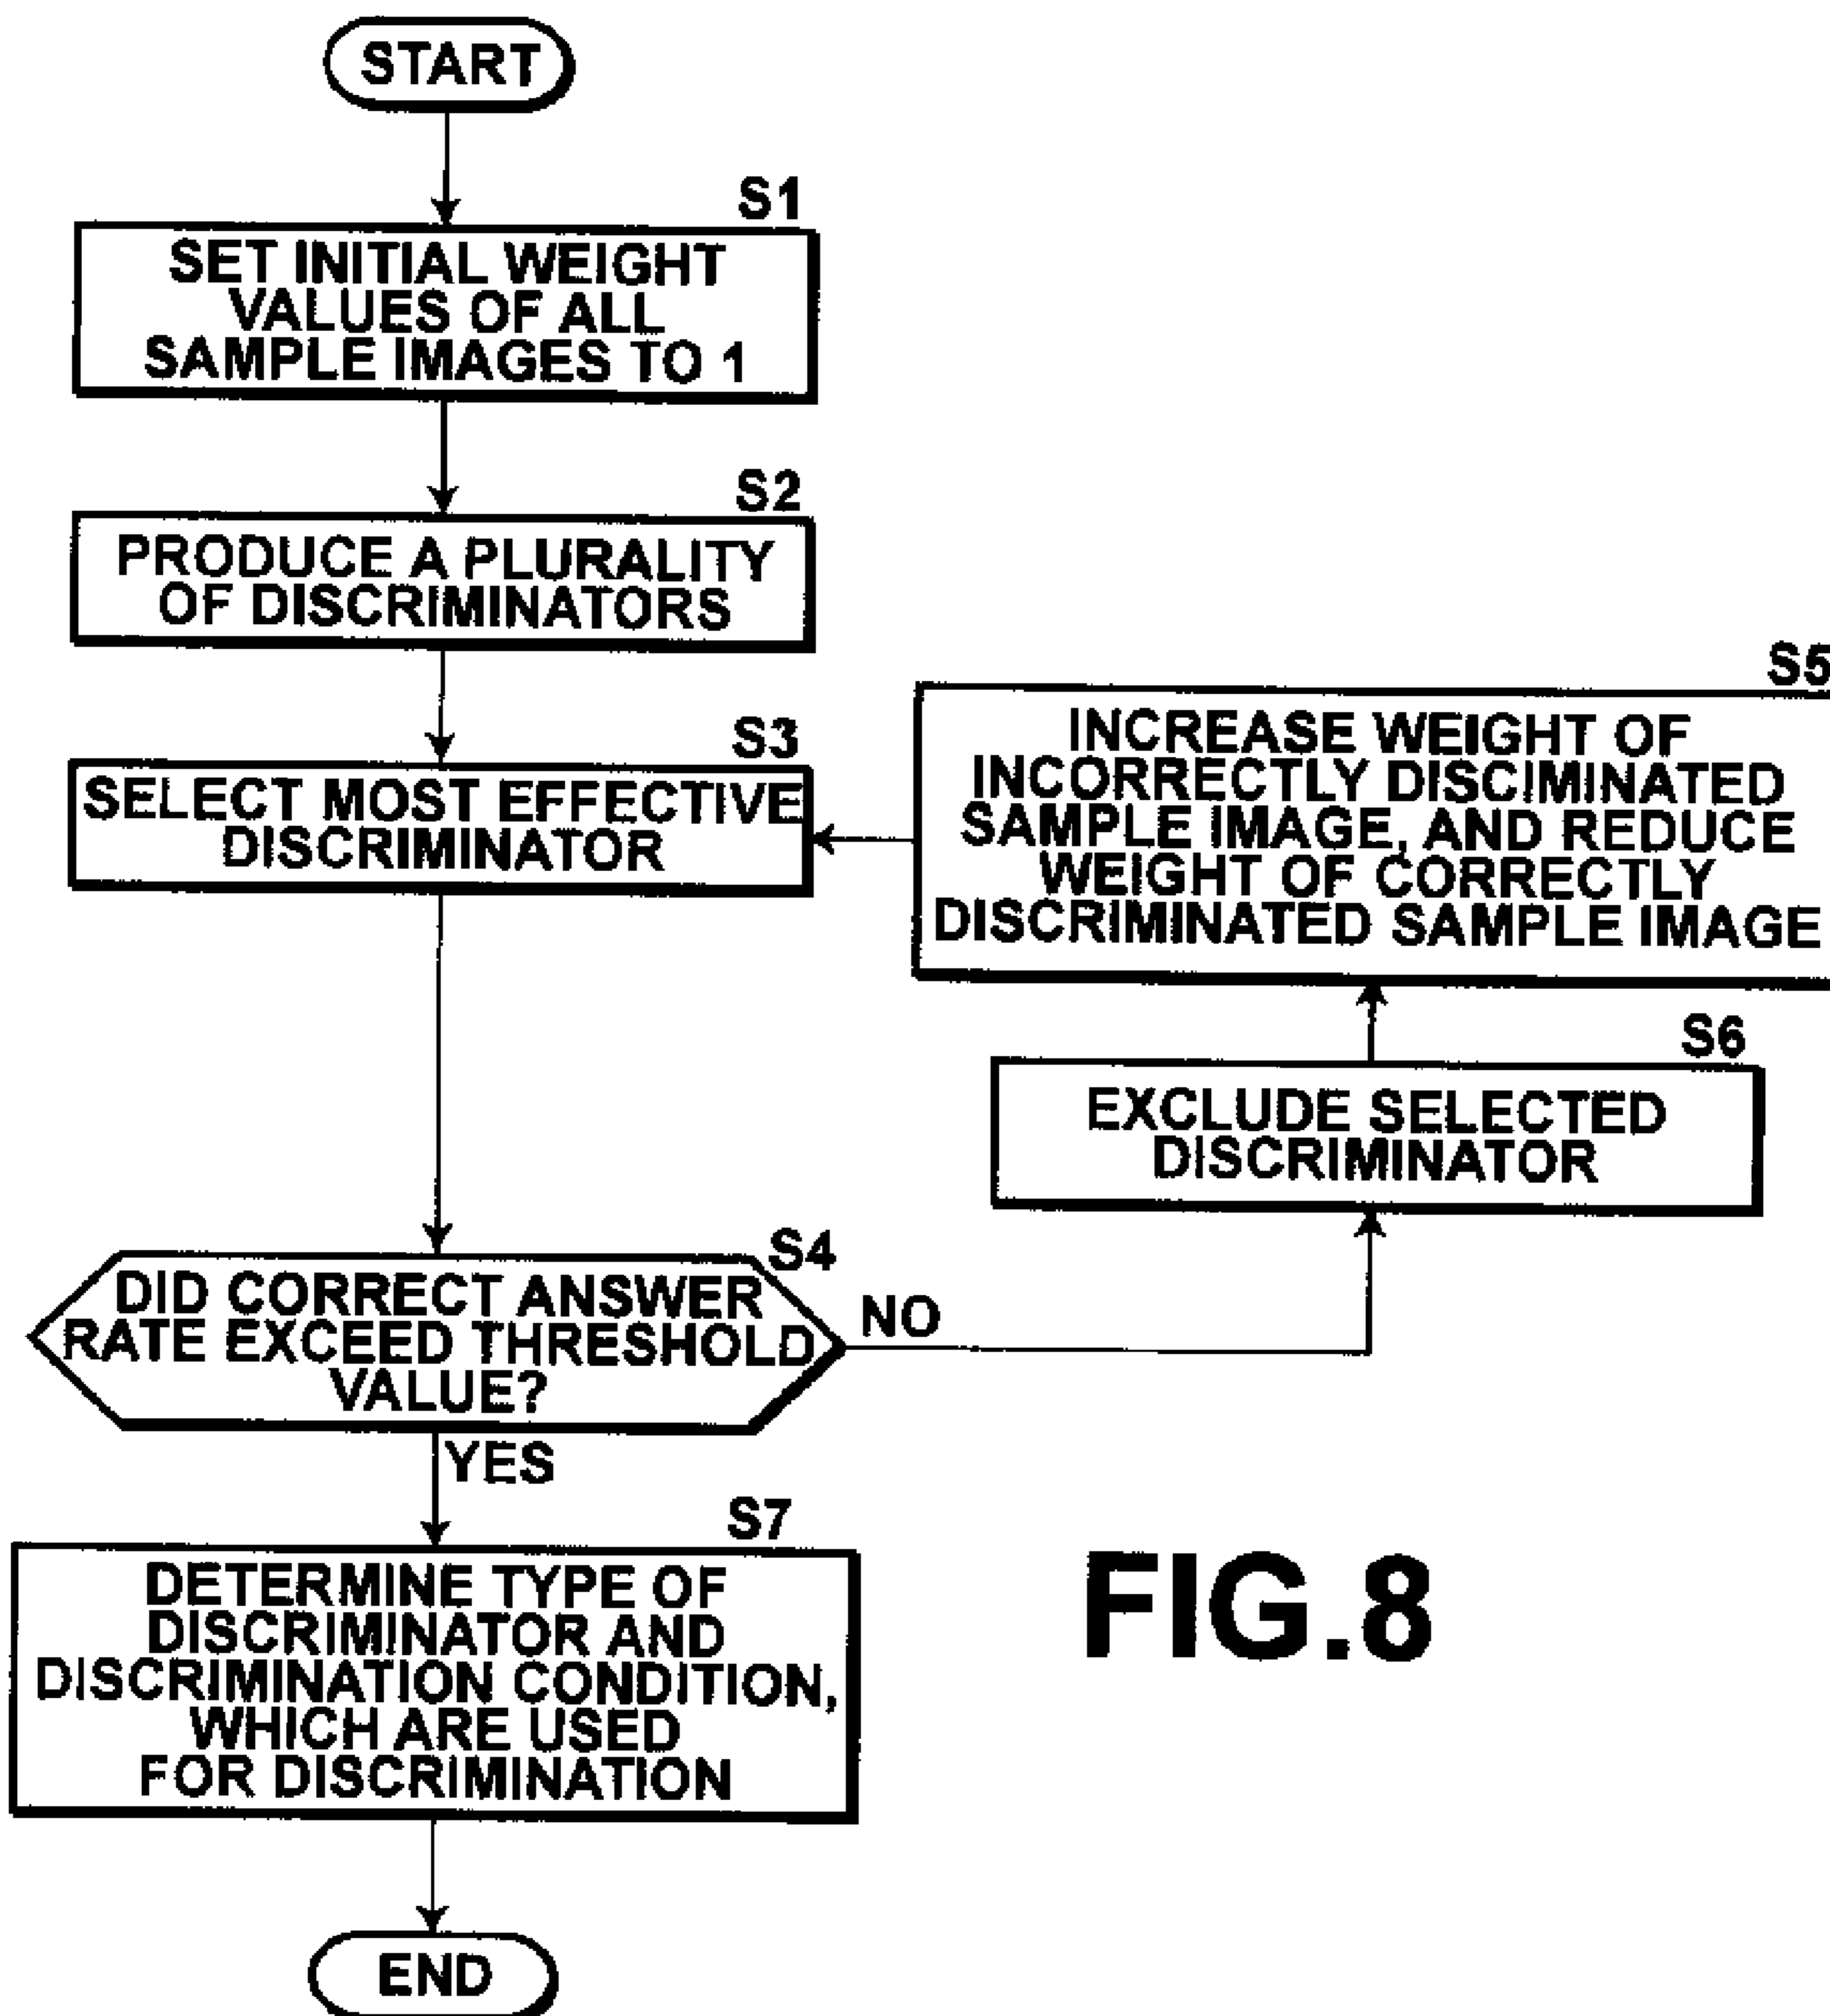 START
S1
SET INITIAL WEIGHT
VALUES OF ALL
SAMPLE IMAGES TO 1
S2
PRODUCE A PLURALITY
OF DISCRIMINATORS
S3
SELECT MOST EFFECTIVE
DISCRIMINATOR
S5
INCREASE WEIGHT OF
INCORRECTLY DISCIMINATED
SAMPLE IMAGE, AND REDUCE
WEIGHT OF CORRECTLY
DISCRIMINATED SAMPLE IMAGE
S6
EXCLUDE SELECTED
DISCRIMINATOR
S4
DID CORRECT ANSWER
RATE EXCEED THRESHOLD
VALUE?
NO
YES
S7
DETERMINE TYPE OF
DISCRIMINATOR AND
DISCRIMINATION CONDITION,
WHICH ARE USED
FOR DISCRIMINATION
END
FIG.8